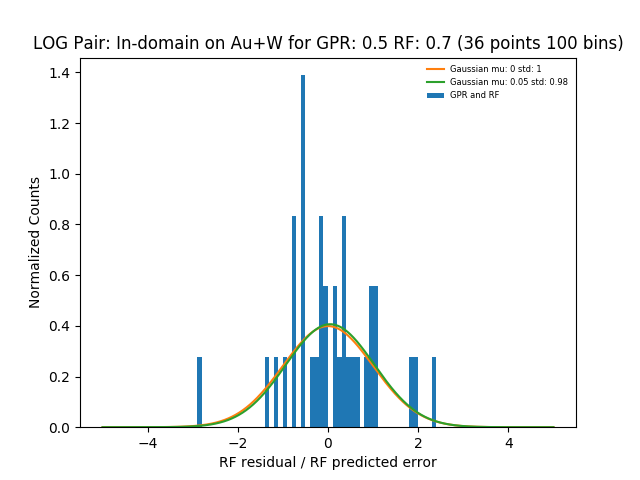 LOG Pair: In-domain on Au+W for GPR: 0.5 RF: 0.7 (36 points 100 bins)
Gaussian mu: 0 std: 1
Gaussian mu: 0.05 std: 0.98
GPR and RF
Normalized Counts
1.4
1.2
1.0
0.8
0.6
0.4
0.2
0.0
−4 −2 0 2 4
RF residual / RF predicted error